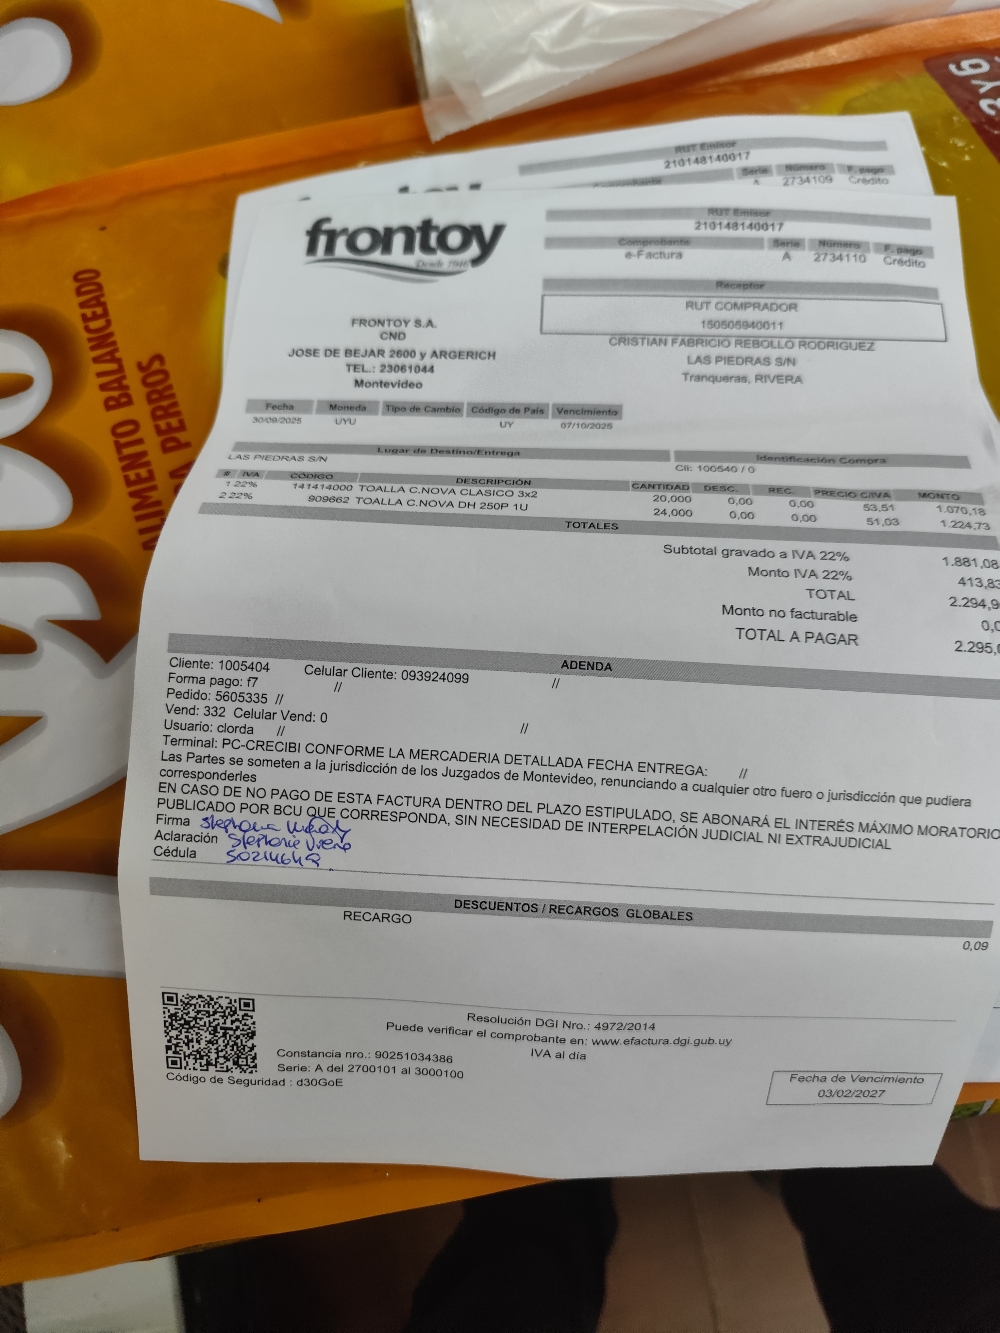 ALIMENTO BALANCEADO
PERROS
RUT Emisor
210148140017
Serie Número F. pago
A 2734109 Crédito
frontoy
Desde 1946
RUT Emisor
210148140017
Comprobante Serie Número F. pago
e-Factura A 2734110 Crédito
Receptor
RUT COMPRADOR
150505940011
CRISTIAN FABRICIO REBOLLO RODRIGUEZ
LAS PIEDRAS S/N
Tranqueras, RIVERA
FRONTOY S.A.
CND
JOSE DE BEJAR 2600 y ARGERICH
TEL.: 23061044
Montevideo
Fecha Moneda Tipo de Cambio Código de País Vencimiento
30/09/2025 UYU UY 07/10/2025
Lugar de Destino/Entrega Identificación Compra
LAS PIEDRAS S/N Cli: 100540 / 0
# IVA CODIGO DESCRIPCIÓN CANTIDAD DESC. REC. PRECIO C/IVA MONTO
1 22% 141414000 TOALLA C.NOVA CLASICO 3x2 20,000 0,00 0,00 53,51 1.070,18
2 22% 909662 TOALLA C.NOVA DH 250P 1U 24,000 0,00 0,00 51,03 1.224,73
TOTALES
Subtotal gravado a IVA 22% 1.881,08
Monto IVA 22% 413,83
TOTAL 2.294,9
Monto no facturable 0,0
TOTAL A PAGAR 2.295,0
ADENDA
Cliente: 1005404 Celular Cliente: 093924099 //
Forma pago: f7 //
Pedido: 5605335 //
Vend: 332 Celular Vend: 0 //
Usuario: clorda //
Terminal: PC-CRECIBI CONFORME LA MERCADERIA DETALLADA FECHA ENTREGA: //
Las Partes se someten a la jurisdicción de los Juzgados de Montevideo, renunciando a cualquier otro fuero o jurisdicción que pudiera
corresponderles
EN CASO DE NO PAGO DE ESTA FACTURA DENTRO DEL PLAZO ESTIPULADO, SE ABONARÁ EL INTERÉS MÁXIMO MORATORIO
PUBLICADO POR BCU QUE CORRESPONDA, SIN NECESIDAD DE INTERPELACIÓN JUDICIAL NI EXTRAJUDICIAL
Firma
Aclaración Stephanie
Cédula
DESCUENTOS / RECARGOS GLOBALES
RECARGO 0,09
Resolución DGI Nro.: 4972/2014
Puede verificar el comprobante en: www.efactura.dgi.gub.uy
IVA al día
Constancia nro.: 90251034386
Serie: A del 2700101 al 3000100
Código de Seguridad : d30GoE
Fecha de Vencimiento
03/02/2027